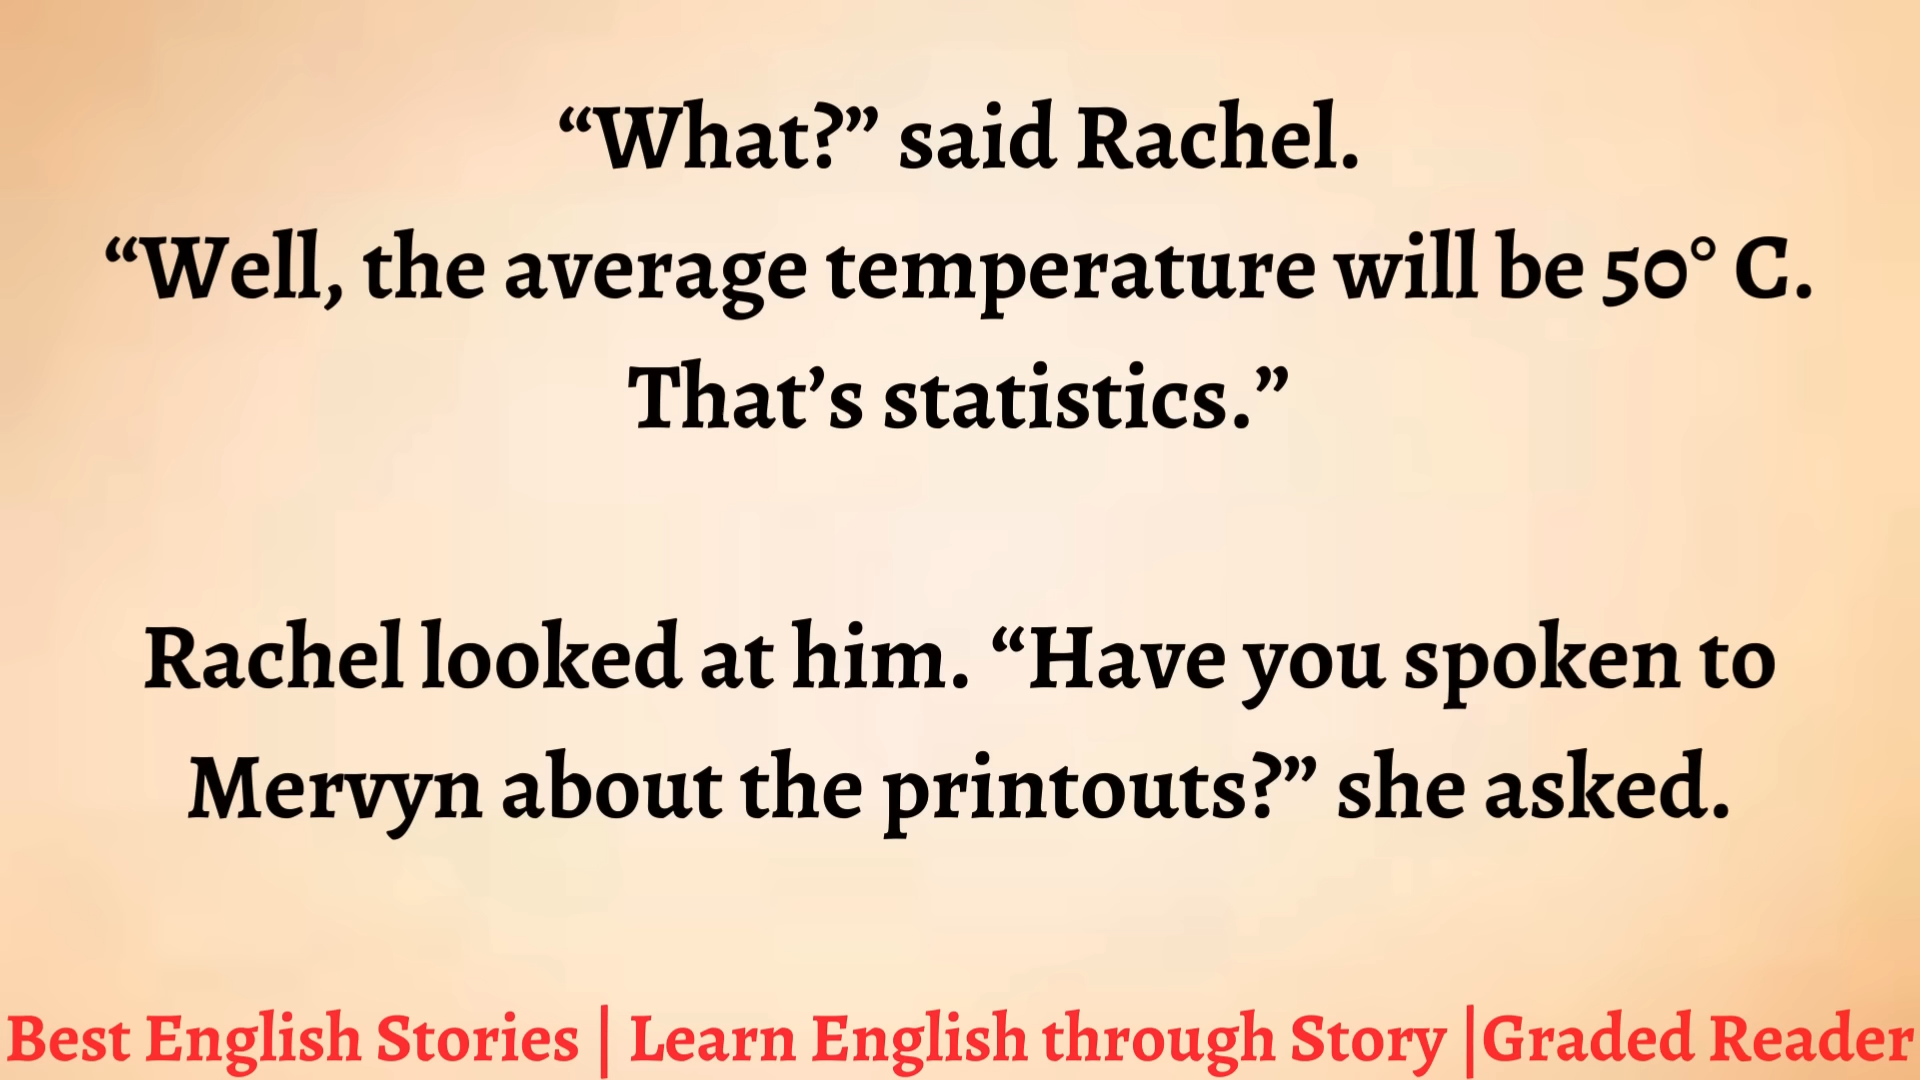 “What?” said Rachel.
“Well, the average temperature will be 50° C.
That’s statistics.”
Rachel looked at him. “Have you spoken to
Mervyn about the printouts?” she asked.
Best English Stories | Learn English through Story |Graded Reader